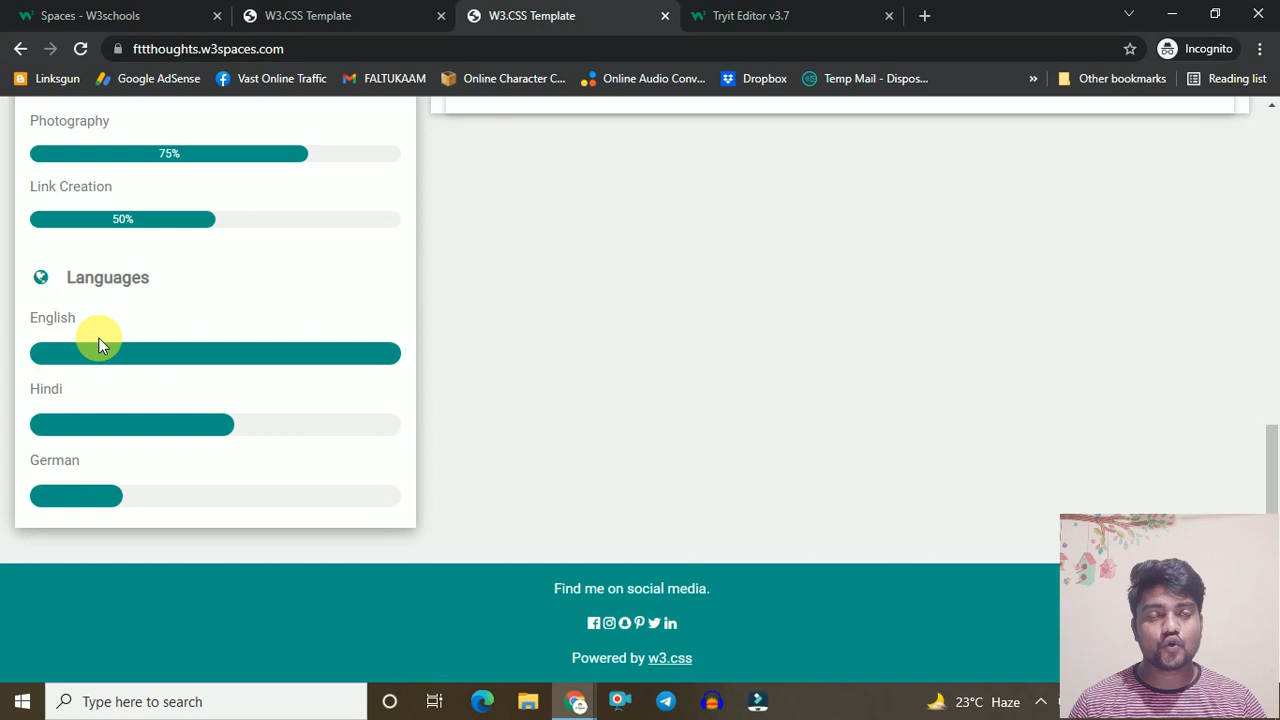 Spaces - W3schools
W3.CSS Template
W3.CSS Template
Tryit Editor v3.7
fttthoughts.w3spaces.com
Incognito
Linksgun
Google AdSense
Vast Online Traffic
FALTUKAAM
Online Character C...
Online Audio Conv...
Dropbox
Temp Mail - Dispos...
»
Other bookmarks
Reading list
Photography
75%
Link Creation
50%
Languages
English
Hindi
German
Find me on social media.
Powered by w3.css
Type here to search
23°C Haze